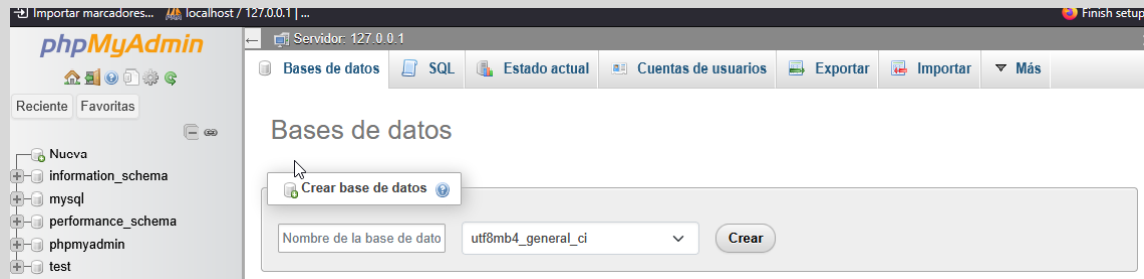 Importar marcadores... localhost / 127.0.0.1 | ... Finish setup
phpMyAdmin
Servidor: 127.0.0.1
Bases de datos SQL Estado actual Cuentas de usuarios Exportar Importar Más
Reciente Favoritas
Bases de datos
Nueva
information_schema
mysql
performance_schema
phpmyadmin
test
Crear base de datos
Nombre de la base de dato utf8mb4_general_ci Crear